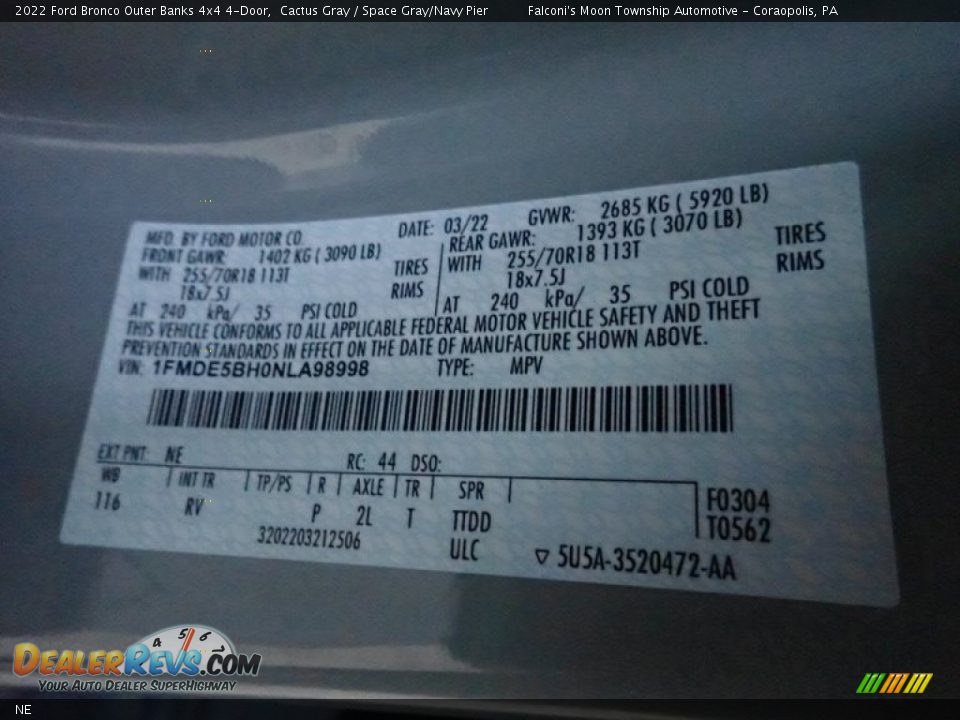 2022 Ford Bronco Outer Banks 4x4 4-Door,  Cactus Gray / Space Gray/Navy Pier  Falconi's Moon Township Automotive - Coraopolis, PA
MFD. BY FORD MOTOR CO. DATE: 03/22 GVWR: 2685 KG ( 5920 LB)
FRONT GAWR: 1402 KG ( 3090 LB) REAR GAWR: 1393 KG ( 3070 LB)
WITH 255/70R18 113T TIRES WITH 255/70R18 113T TIRES
18x7.5J RIMS 18x7.5J RIMS
AT 240 kPa/ 35 PSI COLD AT 240 kPa/ 35 PSI COLD
THIS VEHICLE CONFORMS TO ALL APPLICABLE FEDERAL MOTOR VEHICLE SAFETY AND THEFT
PREVENTION STANDARDS IN EFFECT ON THE DATE OF MANUFACTURE SHOWN ABOVE.
VIN: 1FMDE5BH0NLA98998 TYPE: MPV
EXT PNT: NE RC: 44 DSO:
WB INT TR TP/PS R AXLE TR SPR F0304
116 RV P 2L T TTDD T0562
3202203212506 ULC ▽ 5U5A-3520472-AA
4 5 6
DEALERREVS.COM
YOUR AUTO DEALER SUPERHIGHWAY
NE